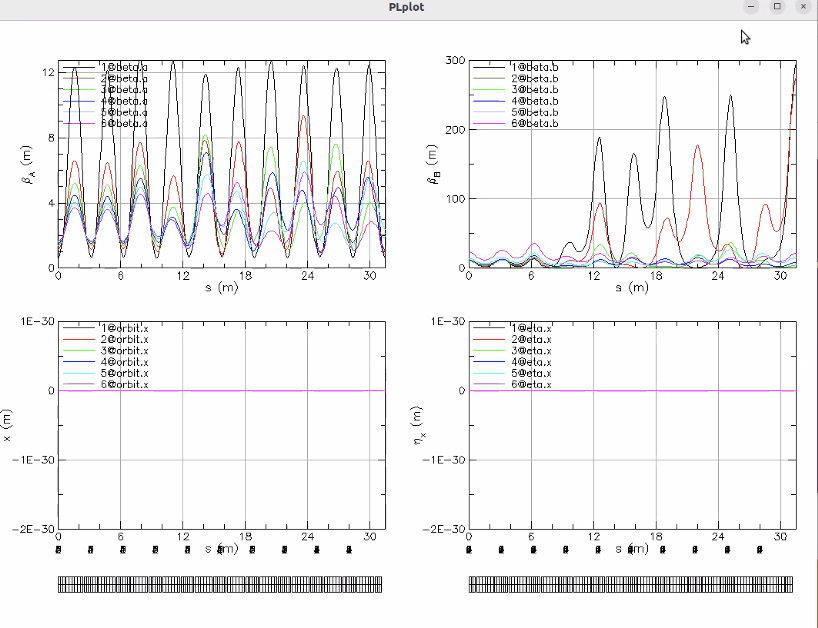 PLplot
1@beta.a
2@beta.a
3@beta.a
4@beta.a
5@beta.a
6@beta.a
12
8
4
0
β_A (m)
0 6 12 18 24 30
s (m)
1@beta.b
2@beta.b
3@beta.b
4@beta.b
5@beta.b
6@beta.b
300
200
100
0
β_B (m)
0 6 12 18 24 30
s (m)
1@orbit.x
2@orbit.x
3@orbit.x
4@orbit.x
5@orbit.x
6@orbit.x
1E-30
0
-1E-30
-2E-30
x (m)
0 6 12 18 24 30
s (m)
1@eta.x
2@eta.x
3@eta.x
4@eta.x
5@eta.x
6@eta.x
1E-30
0
-1E-30
-2E-30
η_x (m)
0 6 12 18 24 30
s (m)